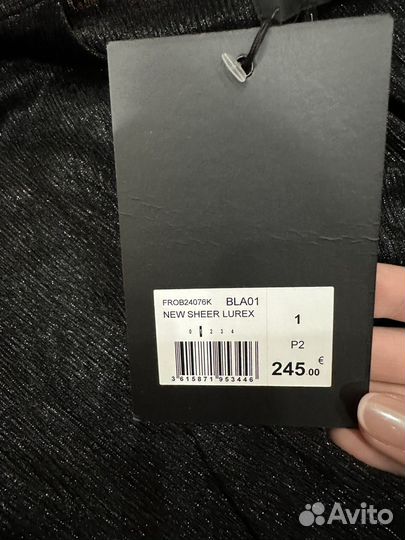 FROB24076K BLA01
NEW SHEER LUREX
0 1 2 3 4
3 615871 953446
1
P2
245.00 €
Avito